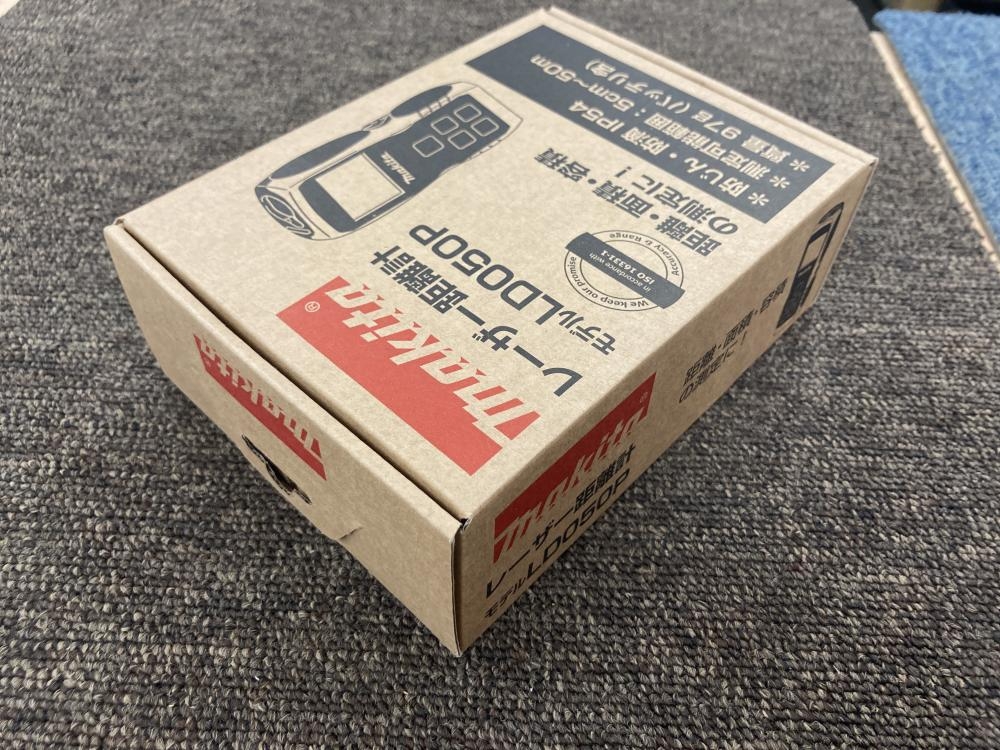 makita®
レーザー距離計
モデルLD050P
We keep our promise
in accordance with
ISO 16331-1
Accuracy & Range
距離・面積・容積
の測定に！
＊防じん・防滴 IP54
＊測定可能範囲：5cm～50m
＊質量 97g（バッテリ含）
makita
makita
makita®
レーザー距離計
モデルLD050P
距離・面積・容積
の測定に！